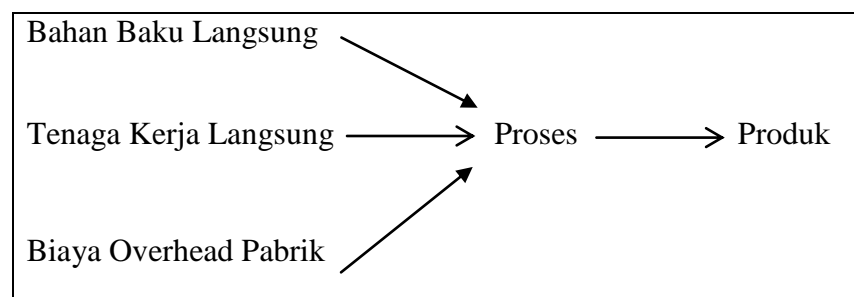 Bahan Baku Langsung
Tenaga Kerja Langsung Proses Produk
Biaya Overhead Pabrik